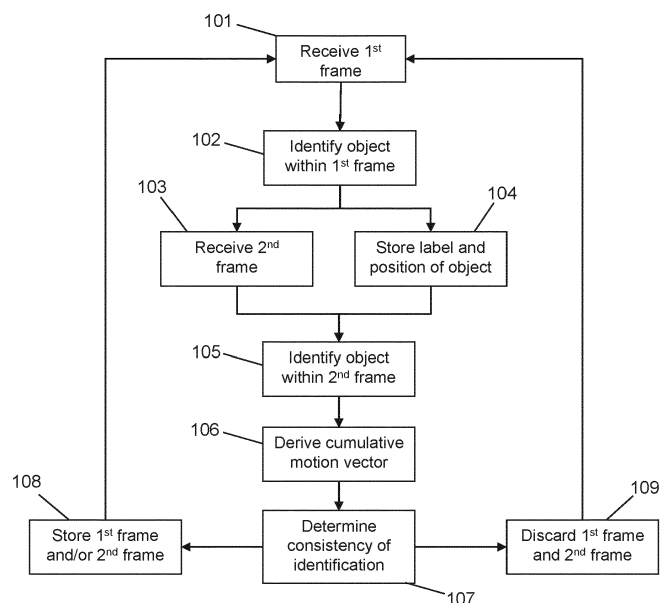 101
Receive 1st
frame
102
Identify object
within 1st frame
103
104
Receive 2nd
frame
Store label and
position of object
105
Identify object
within 2nd frame
106
Derive cumulative
motion vector
108
109
Store 1st frame
and/or 2nd frame
Determine
consistency of
identification
Discard 1st frame
and 2nd frame
107